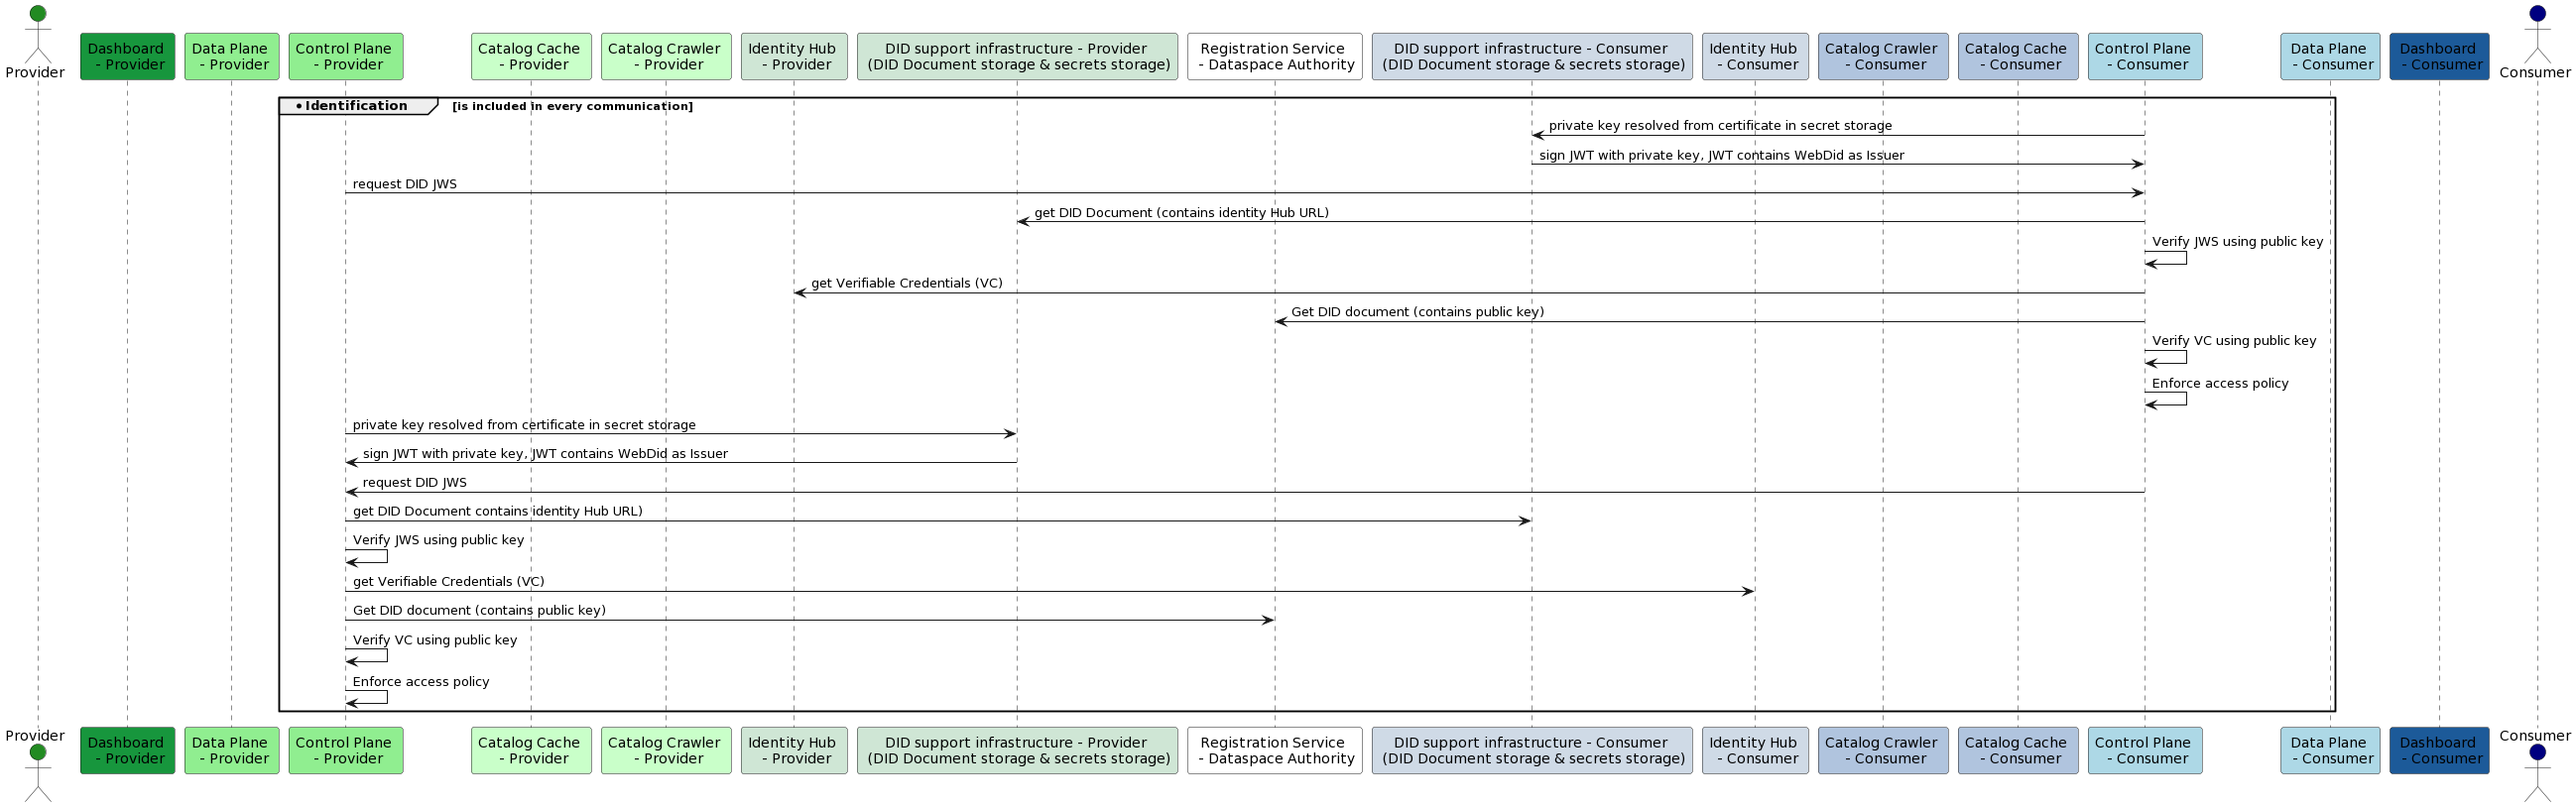 Provider
Dashboard
- Provider
Data Plane
- Provider
Control Plane
- Provider
Catalog Cache
- Provider
Catalog Crawler
- Provider
Identity Hub
- Provider
DID support infrastructure - Provider
(DID Document storage & secrets storage)
Registration Service
- Dataspace Authority
DID support infrastructure - Consumer
(DID Document storage & secrets storage)
Identity Hub
- Consumer
Catalog Crawler
- Consumer
Catalog Cache
- Consumer
Control Plane
- Consumer
Data Plane
- Consumer
Dashboard
- Consumer
Consumer
• Identification [is included in every communication]
private key resolved from certificate in secret storage
sign JWT with private key, JWT contains WebDid as Issuer
request DID JWS
get DID Document (contains identity Hub URL)
Verify JWS using public key
get Verifiable Credentials (VC)
Get DID document (contains public key)
Verify VC using public key
Enforce access policy
private key resolved from certificate in secret storage
sign JWT with private key, JWT contains WebDid as Issuer
request DID JWS
get DID Document contains identity Hub URL)
Verify JWS using public key
get Verifiable Credentials (VC)
Get DID document (contains public key)
Verify VC using public key
Enforce access policy
Provider
Dashboard
- Provider
Data Plane
- Provider
Control Plane
- Provider
Catalog Cache
- Provider
Catalog Crawler
- Provider
Identity Hub
- Provider
DID support infrastructure - Provider
(DID Document storage & secrets storage)
Registration Service
- Dataspace Authority
DID support infrastructure - Consumer
(DID Document storage & secrets storage)
Identity Hub
- Consumer
Catalog Crawler
- Consumer
Catalog Cache
- Consumer
Control Plane
- Consumer
Data Plane
- Consumer
Dashboard
- Consumer
Consumer